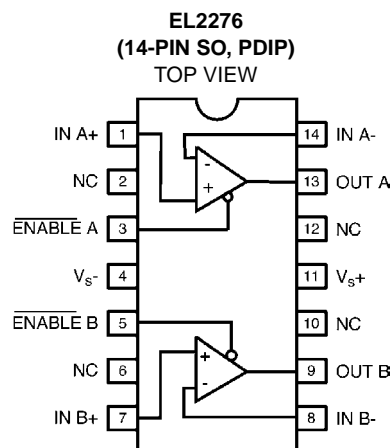 EL2276
(14-PIN SO, PDIP)
TOP VIEW
IN A+ 1 14 IN A-
NC 2 13 OUT A
ENABLE A 3 12 NC
VS- 4 11 VS+
ENABLE B 5 10 NC
NC 6 9 OUT B
IN B+ 7 8 IN B-
-
+
+
-